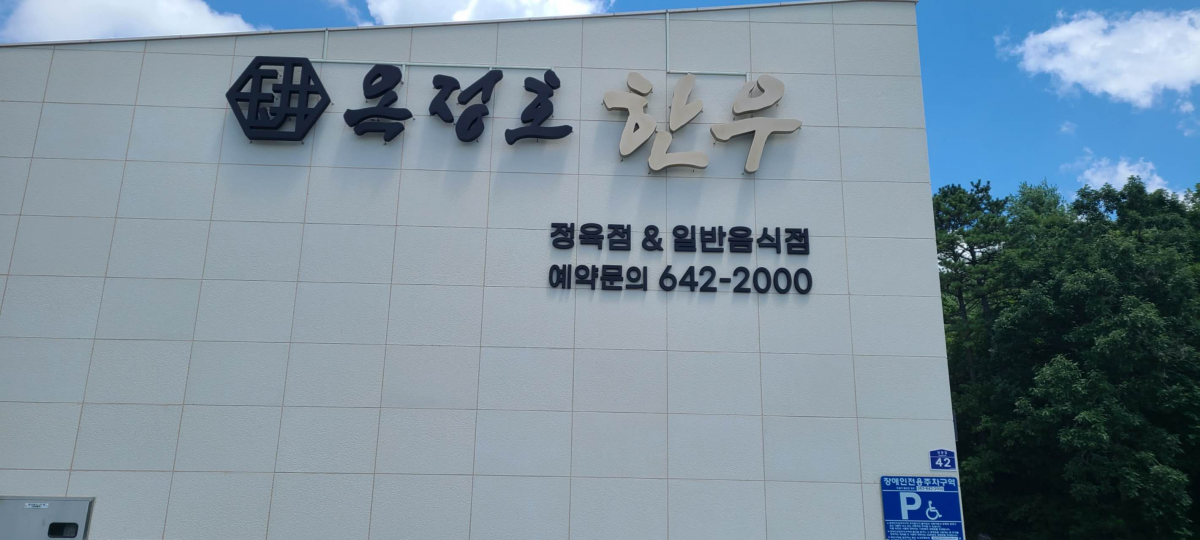 옥정호 한우
정육점 & 일반음식점
예약문의 642-2000
42
장애인전용주차구역
P